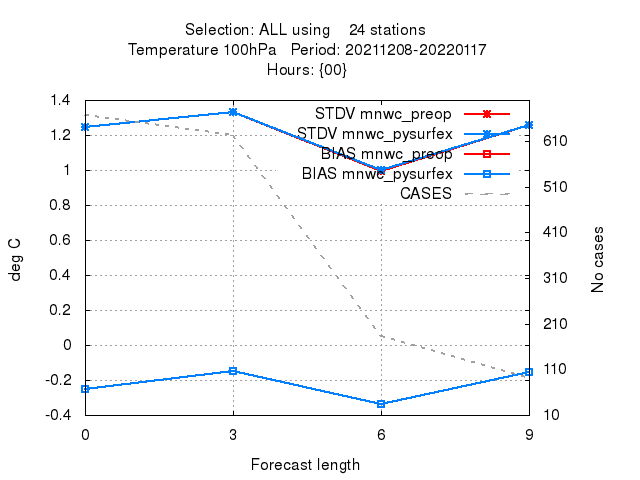 Selection: ALL using    24 stations
Temperature 100hPa   Period: 20211208-20220117
Hours: {00}
STDV mnwc_preop
STDV mnwc_pysurfex
BIAS mnwc_preop
BIAS mnwc_pysurfex
CASES
1.4
1.2
1
0.8
0.6
0.4
0.2
0
-0.2
-0.4
deg C
610
510
410
310
210
110
10
No cases
0 3 6 9
Forecast length